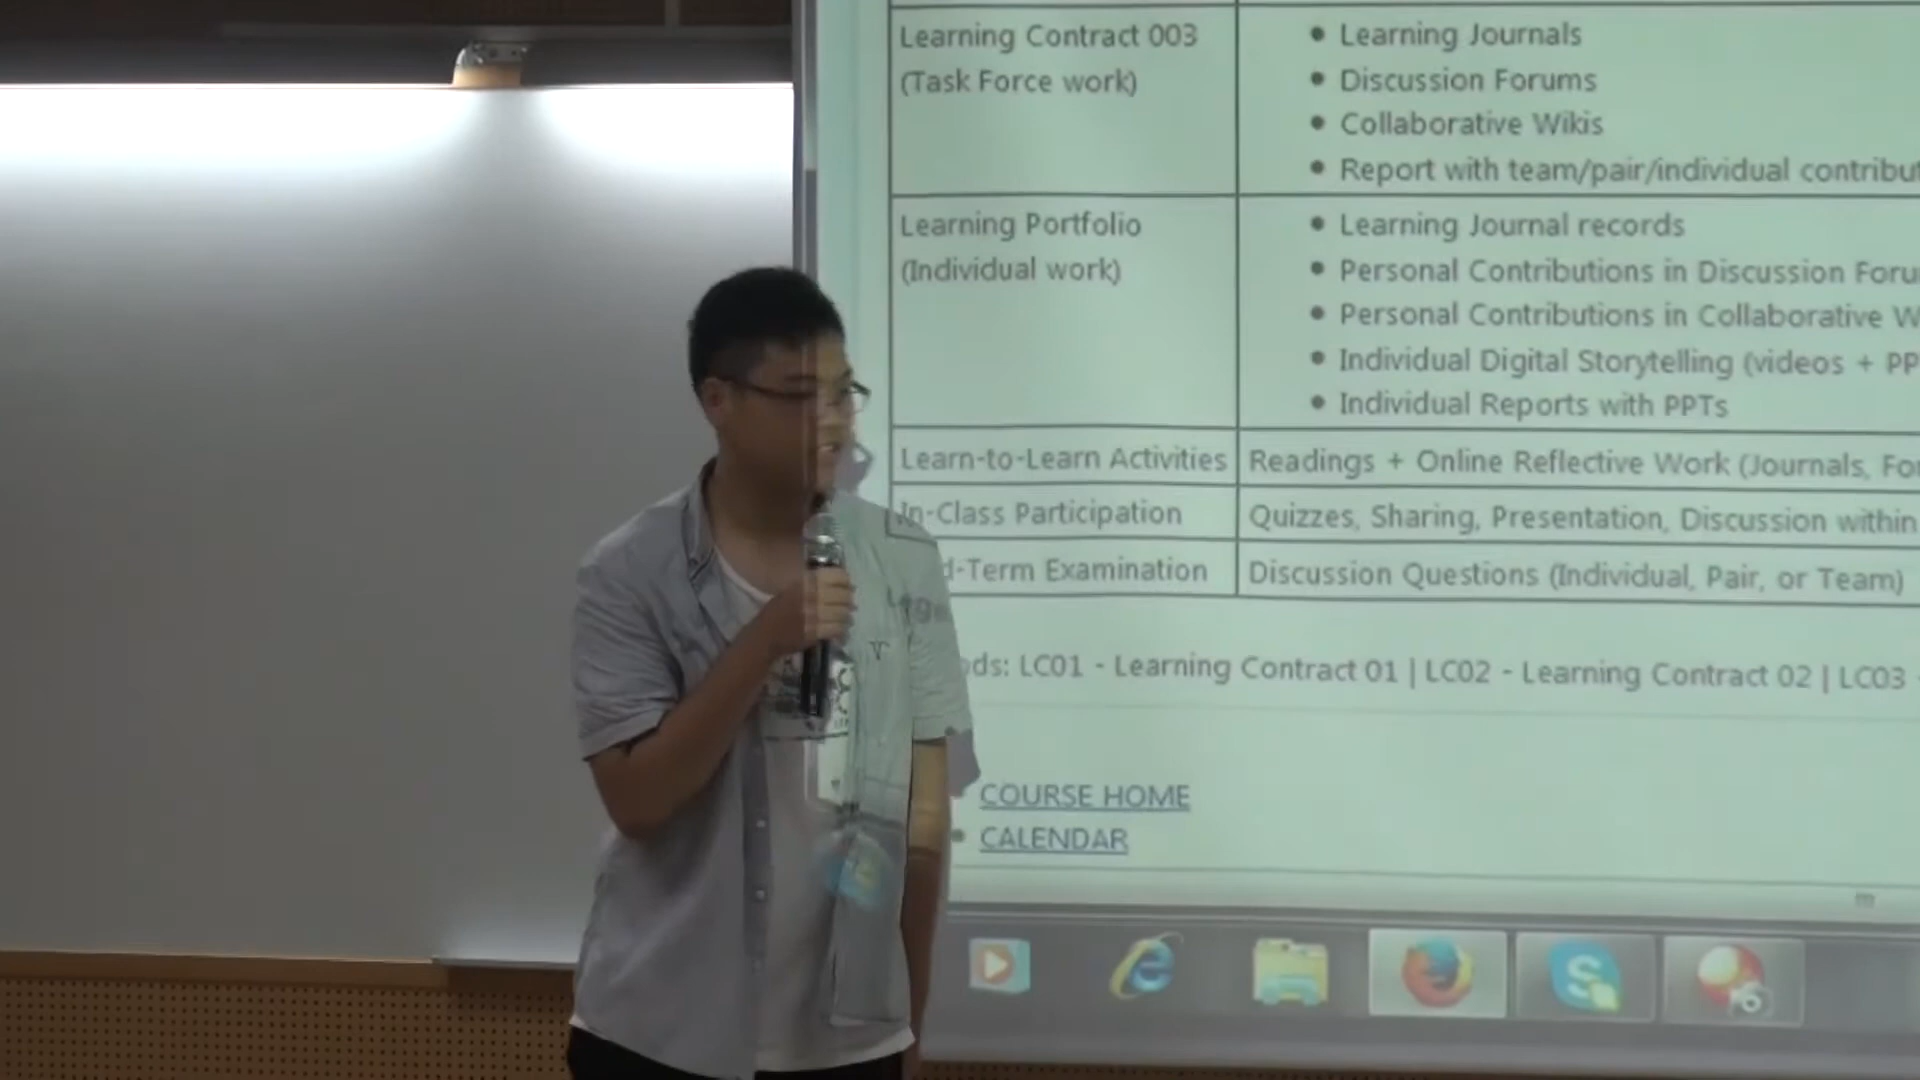 Learning Contract 003
(Task Force work)
Learning Journals
Discussion Forums
Collaborative Wikis
Report with team/pair/individual
Learning Portfolio
(Individual work)
Learning Journal records
Personal Contributions in Discussion
Personal Contributions in Collaborative
Individual Digital Storytelling (videos +
Individual Reports with PPTs
Learn-to-Learn Activities
Readings + Online Reflective Work (Journals,
In-Class Participation
Quizzes, Sharing, Presentation, Discussion within
d-Term Examination
Discussion Questions (Individual, Pair, or Team)
ds: LC01 - Learning Contract 01 | LC02 - Learning Contract 02 | LC03 -
COURSE HOME
CALENDAR